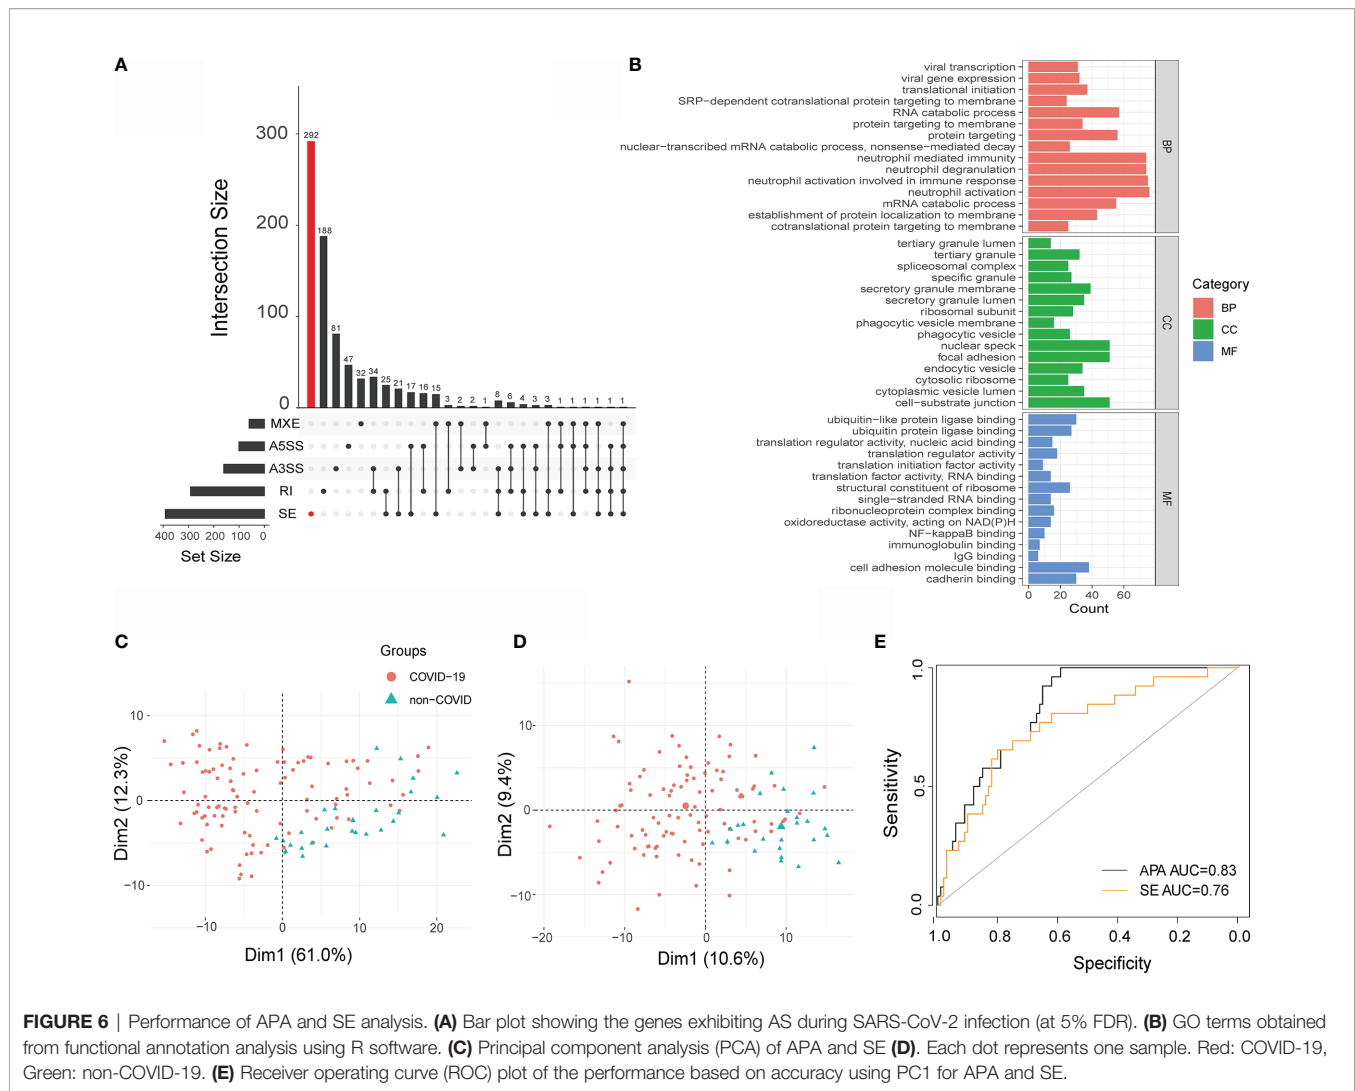 A
Intersection Size
300
200
100
0
292
188
81
47
32
34
25
21
17
16
15
3
2
2
1
8
6
4
3
3
1
1
1
1
1
1
MXE
A5SS
A3SS
RI
SE
400 300 200 100 0
Set Size
B
viral transcription
viral gene expression
translational initiation
SRP−dependent cotranslational protein targeting to membrane
RNA catabolic process
protein targeting to membrane
protein targeting
nuclear−transcribed mRNA catabolic process, nonsense−mediated decay
neutrophil mediated immunity
neutrophil degranulation
neutrophil activation involved in immune response
neutrophil activation
mRNA catabolic process
establishment of protein localization to membrane
cotranslational protein targeting to membrane
BP
tertiary granule lumen
tertiary granule
spliceosomal complex
specific granule
secretory granule membrane
secretory granule lumen
ribosomal subunit
phagocytic vesicle membrane
phagocytic vesicle
nuclear speck
focal adhesion
endocytic vesicle
cytosolic ribosome
cytoplasmic vesicle lumen
cell−substrate junction
CC
ubiquitin−like protein ligase binding
ubiquitin protein ligase binding
translation regulator activity, nucleic acid binding
translation regulator activity
translation initiation factor activity
translation factor activity, RNA binding
structural constituent of ribosome
single−stranded RNA binding
ribonucleoprotein complex binding
oxidoreductase activity, acting on NAD(P)H
NF−kappaB binding
immunoglobulin binding
IgG binding
cell adhesion molecule binding
cadherin binding
MF
0 20 40 60
Count
Category
BP
CC
MF
C
Groups
COVID−19
non−COVID
Dim2 (12.3%)
10
0
−10
−10 0 10 20
Dim1 (61.0%)
D
Dim2 (9.4%)
10
0
−10
−20 −10 0 10
Dim1 (10.6%)
E
Sensitivity
1.0
0.5
0.0
APA AUC=0.83
SE AUC=0.76
1.0 0.8 0.6 0.4 0.2 0.0
Specificity
FIGURE 6 | Performance of APA and SE analysis. (A) Bar plot showing the genes exhibiting AS during SARS-CoV-2 infection (at 5% FDR). (B) GO terms obtained
from functional annotation analysis using R software. (C) Principal component analysis (PCA) of APA and SE (D). Each dot represents one sample. Red: COVID-19,
Green: non-COVID-19. (E) Receiver operating curve (ROC) plot of the performance based on accuracy using PC1 for APA and SE.